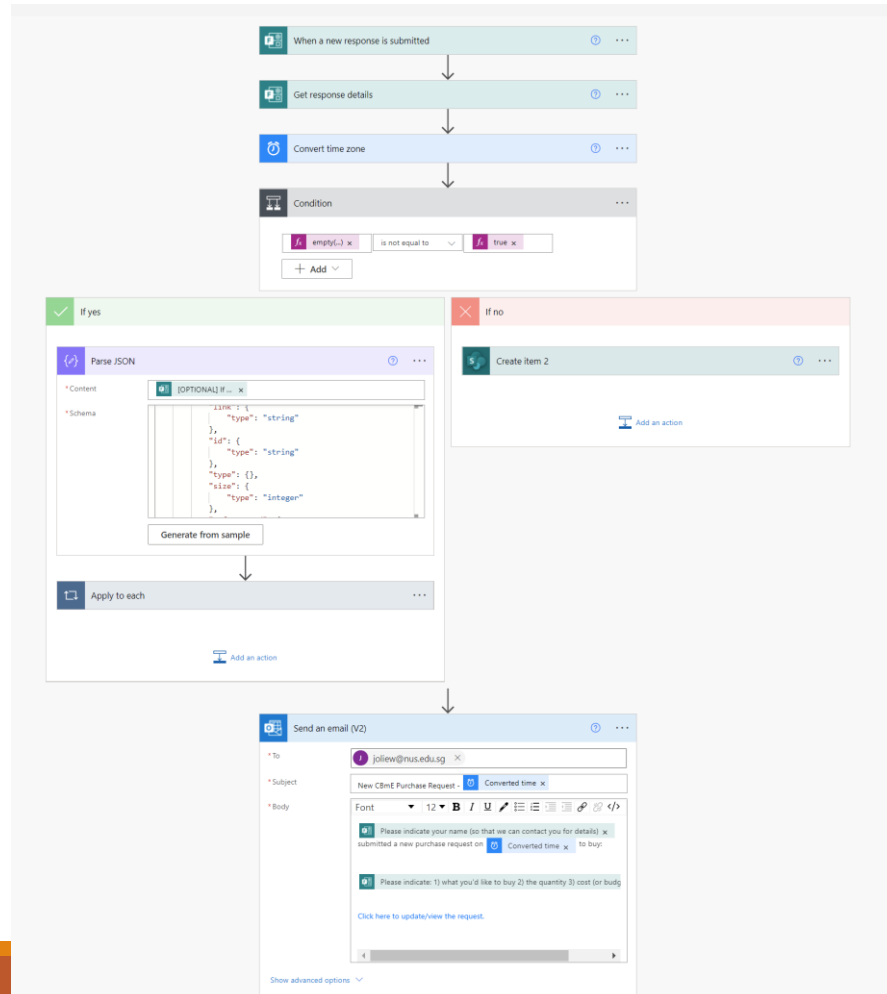 When a new response is submitted
Get response details
Convert time zone
Condition
empty(...) x is not equal to true x
Add
If yes
Parse JSON
*Content [OPTIONAL] If ... x
*Schema
"link": {
"type": "string"
},
"id": {
"type": "string"
},
"type": {},
"size": {
"type": "integer"
},
Generate from sample
Apply to each
Add an action
If no
Create item 2
Add an action
Send an email (V2)
*To J joliew@nus.edu.sg
*Subject New CBmE Purchase Request - Converted time x
*Body Font 12 B I U </>
Please indicate your name (so that we can contact you for details) x
submitted a new purchase request on Converted time x to buy:
Please indicate: 1) what you'd like to buy 2) the quantity 3) cost (or budg
Click here to update/view the request.
Show advanced options